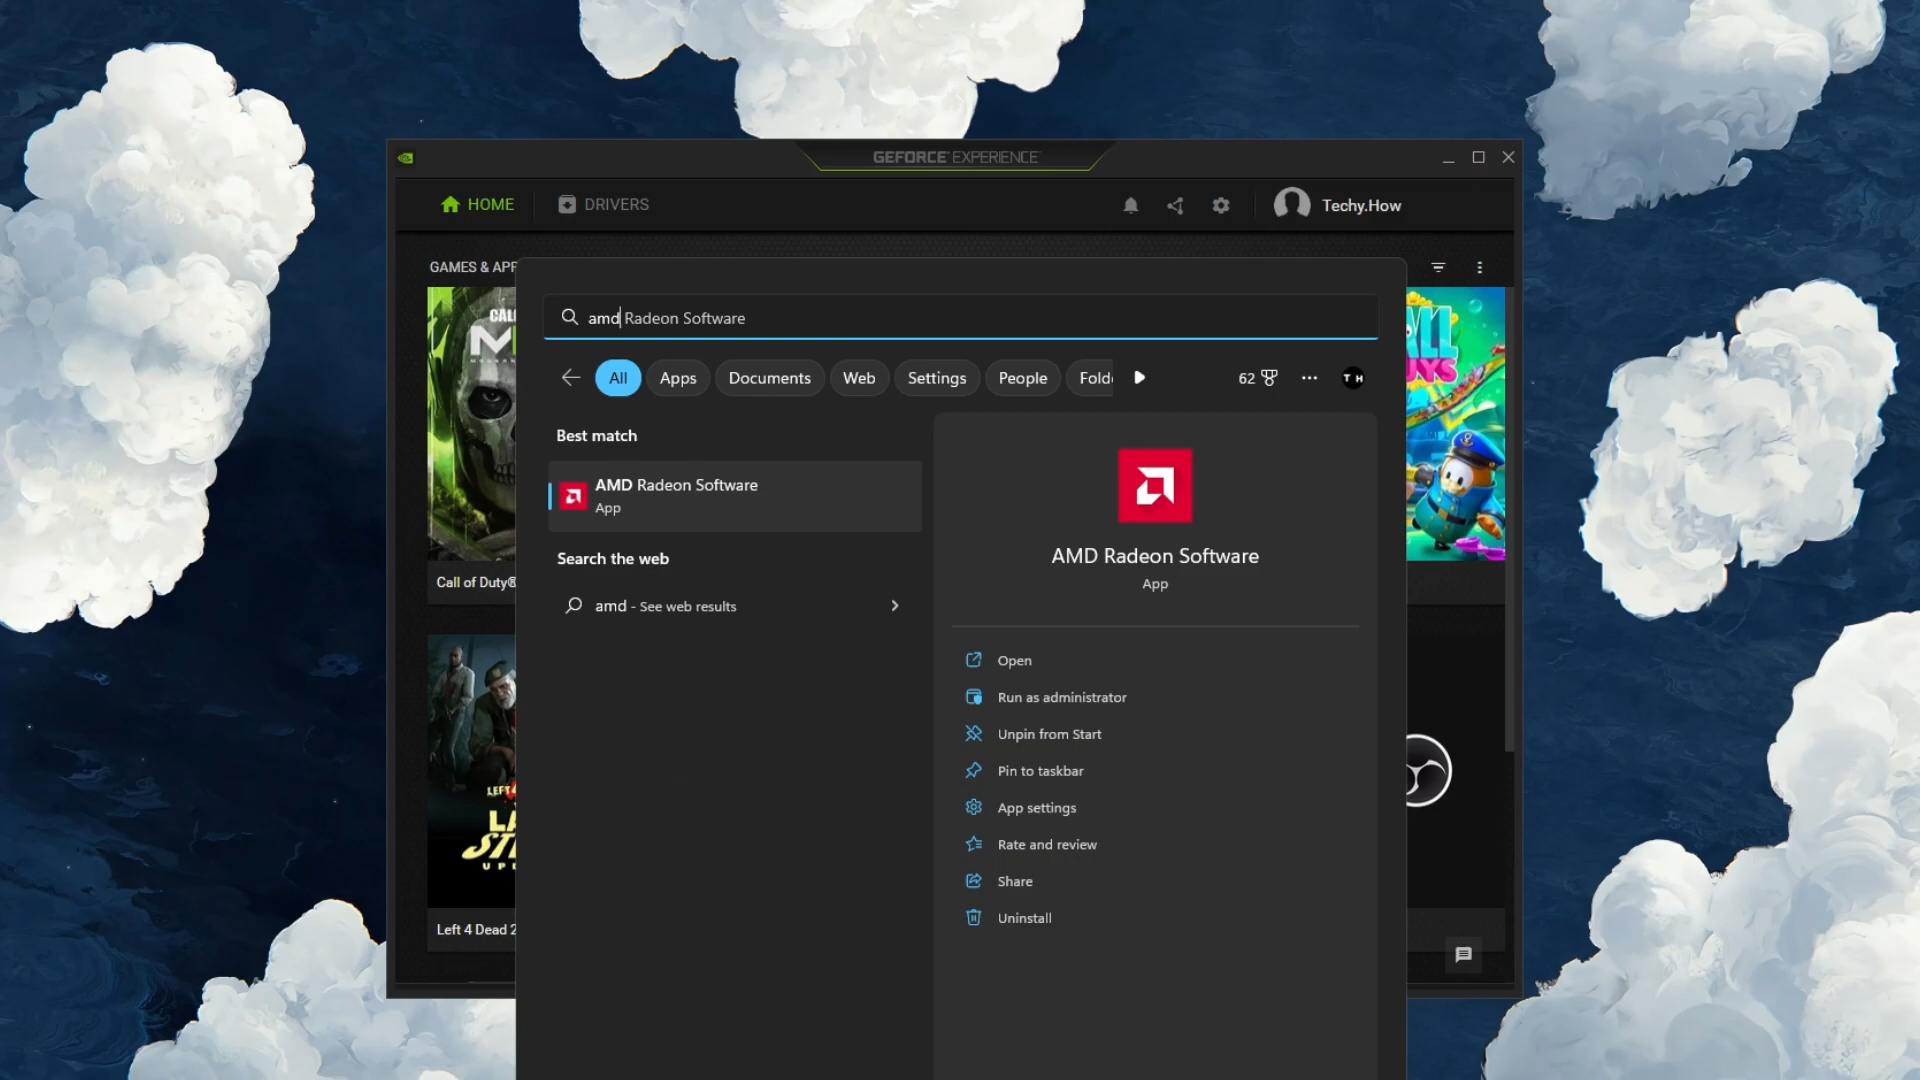 GEFORCE EXPERIENCE
HOME
DRIVERS
Techy.How
GAMES & APP
CALL
amd Radeon Software
All
Apps
Documents
Web
Settings
People
Folde
62
TH
Best match
AMD Radeon Software
App
Search the web
amd - See web results
AMD Radeon Software
App
Open
Run as administrator
Unpin from Start
Pin to taskbar
App settings
Rate and review
Share
Uninstall
Call of Duty®
Left 4 Dead 2